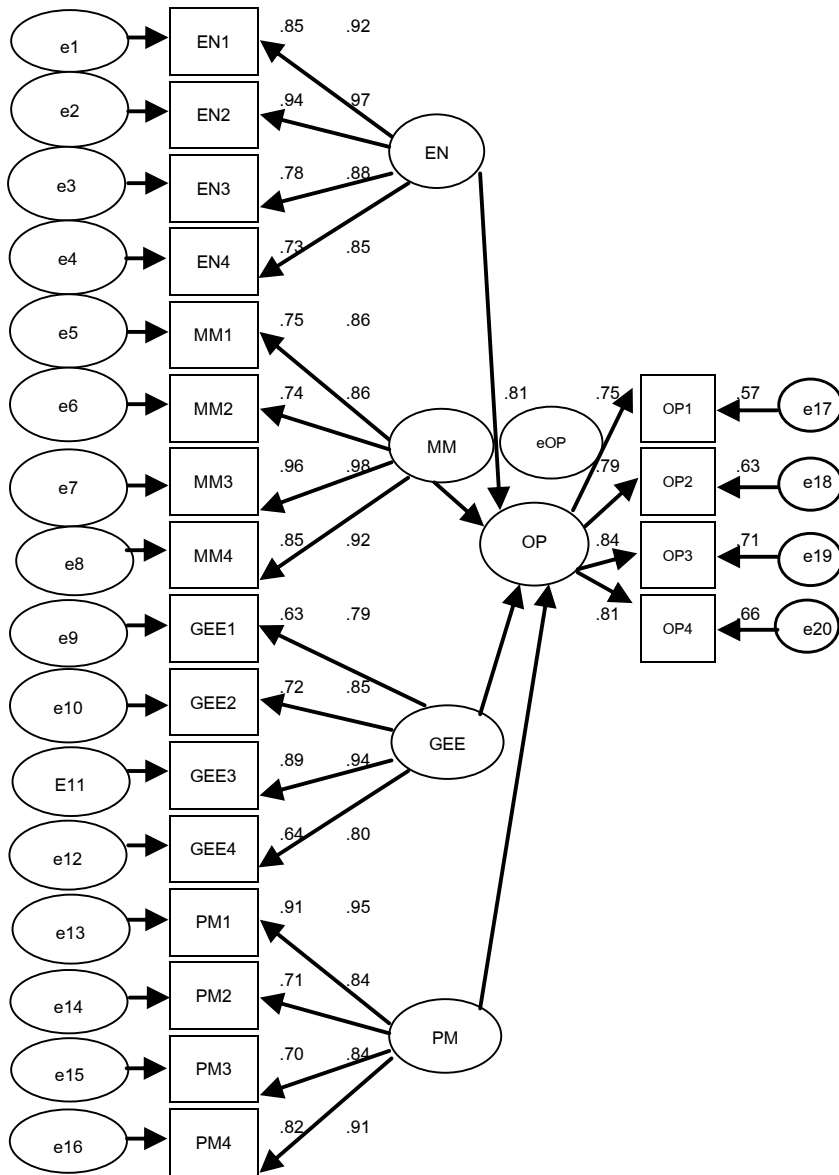 e1 EN1 .85 .92
e2 EN2 .94 .97
EN
e3 EN3 .78 .88
e4 EN4 .73 .85
e5 MM1 .75 .86
e6 MM2 .74 .86 .81 .75 OP1 .57 e17
MM eOP
e7 MM3 .96 .98 .79 OP2 .63 e18
e8 MM4 .85 .92 OP .84 OP3 .71 e19
e9 GEE1 .63 .79 .81 OP4 .66 e20
e10 GEE2 .72 .85
GEE
E11 GEE3 .89 .94
e12 GEE4 .64 .80
e13 PM1 .91 .95
e14 PM2 .71 .84
PM
e15 PM3 .70 .84
e16 PM4 .82 .91